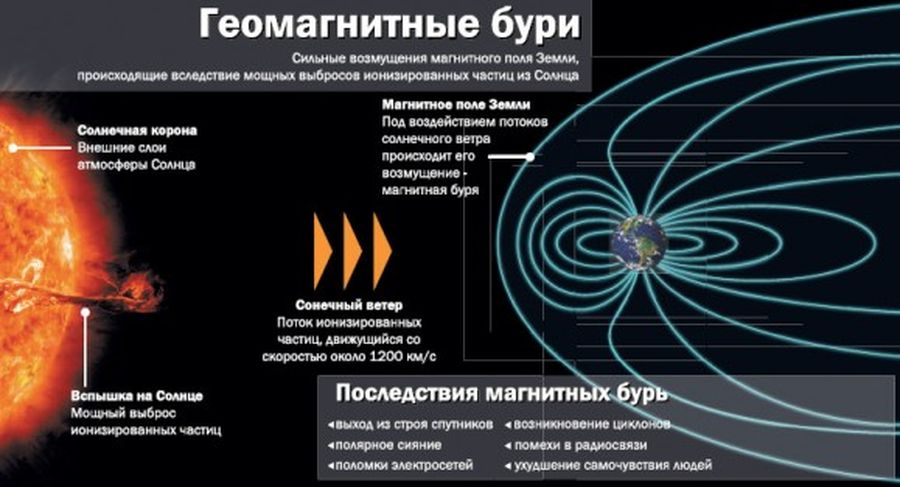 Геомагнитные бури
Сильные возмущения магнитного поля Земли,
происходящие вследствие мощных выбросов ионизированных частиц из Солнца
Магнитное поле Земли
Под воздействием потоков
солнечного ветра
происходит его
возмущение -
магнитная буря
Солнечная корона
Внешние слои
атмосферы Солнца
Сонечный ветер
Поток ионизированных
частиц, движущийся со
скоростью около 1200 км/с
Вспышка на Солнце
Мощный выброс
ионизированных частиц
Последствия магнитных бурь
выход из строя спутников
полярное сияние
поломки электросетей
возникновение циклонов
помехи в радиосвязи
ухудшение самочувствия людей